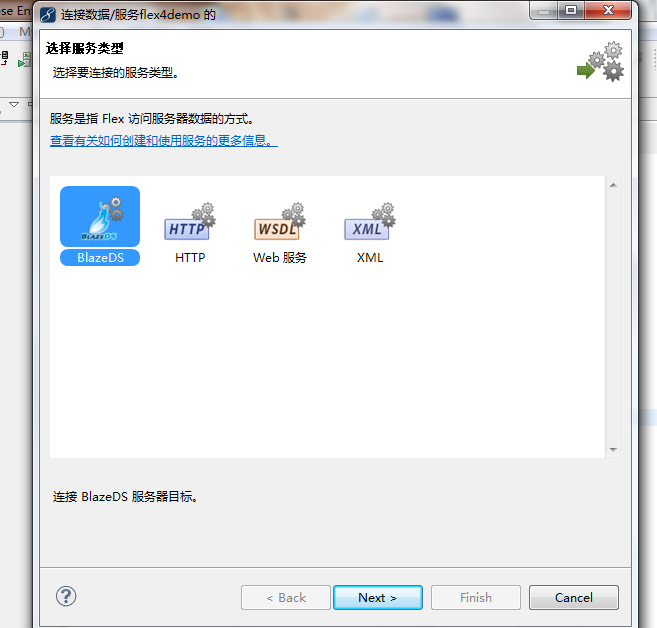 连接数据/服务flex4demo 的
选择服务类型
选择要连接的服务类型。
服务是指 Flex 访问服务器数据的方式。
查看有关如何创建和使用服务的更多信息。
BLAZEDS HTTP WSDL XML
BlazeDS HTTP Web 服务 XML
连接 BlazeDS 服务器目标。
? < Back Next > Finish Cancel